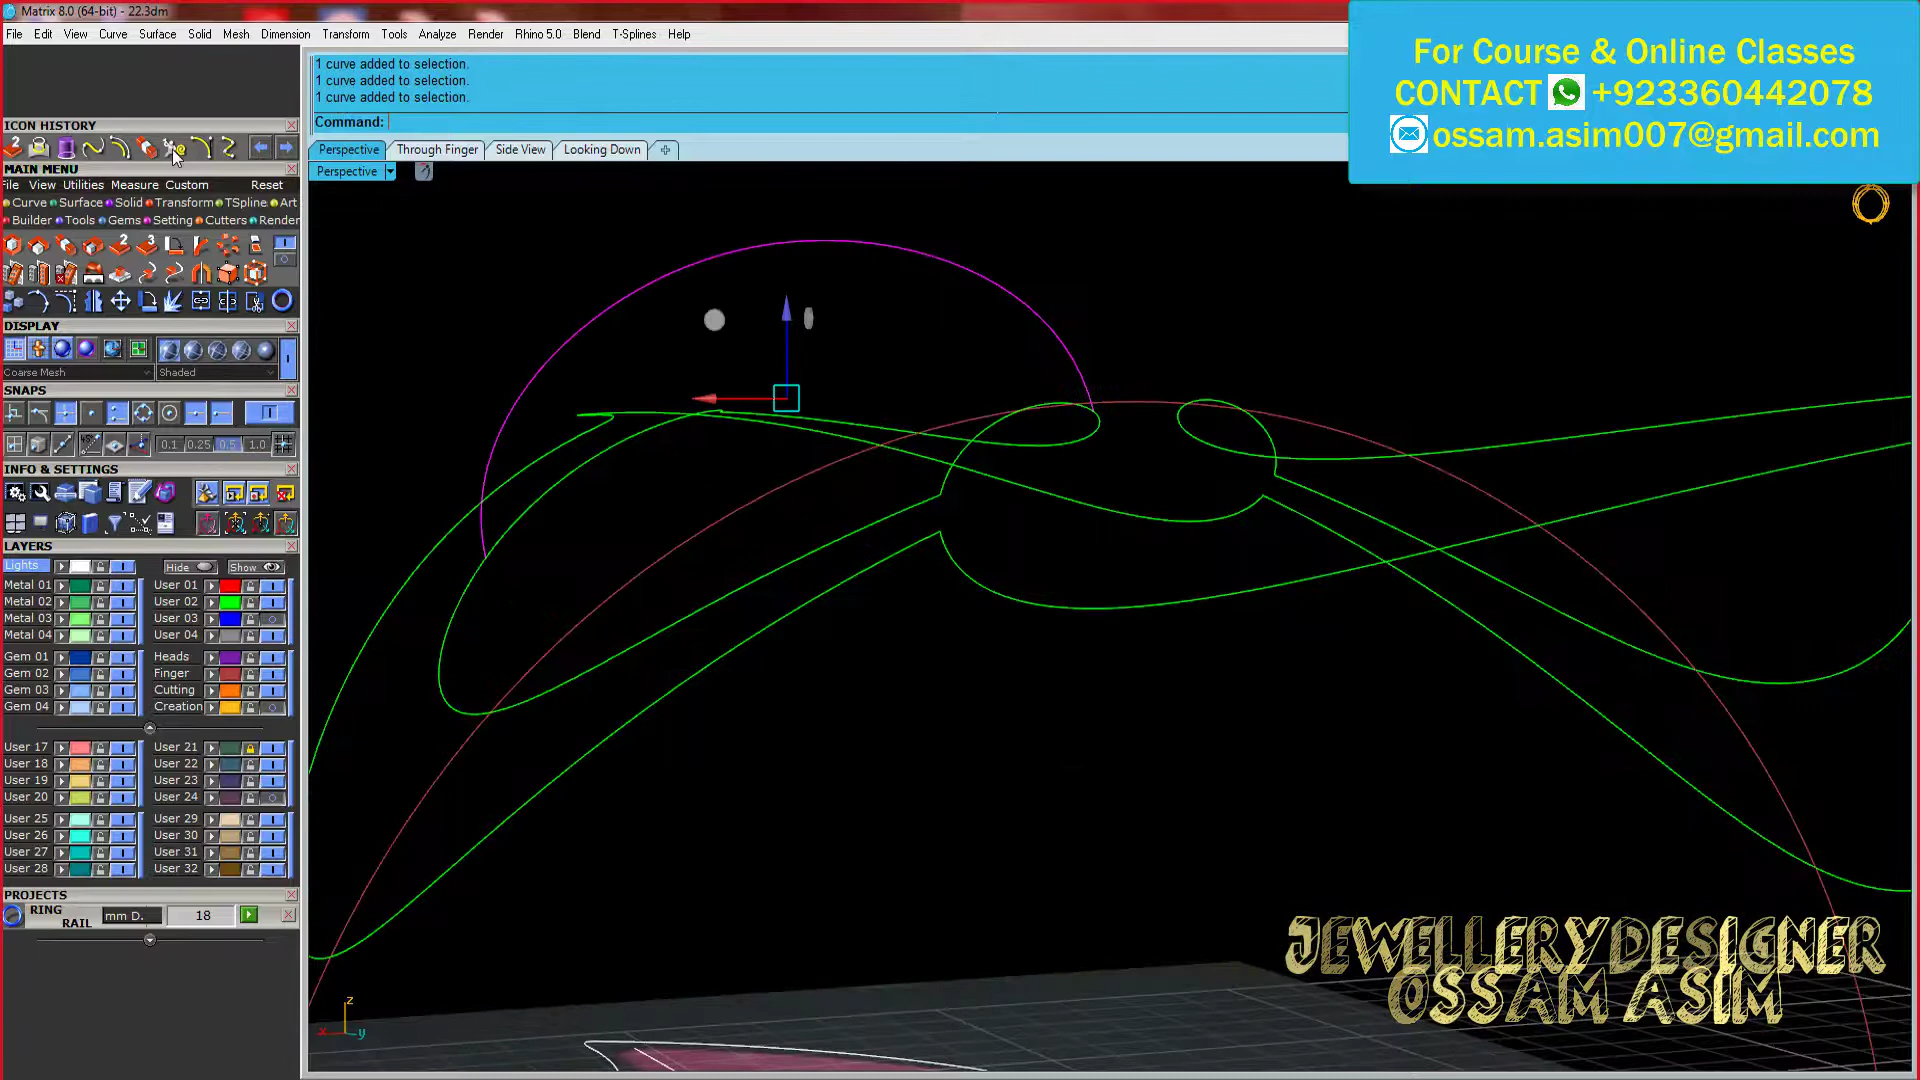 Matrix 8.0 (64-bit) - 22.3dm
File Edit View Curve Surface Solid Mesh Dimension Transform Tools Analyze Render Rhino 5.0 Blend T-Splines Help
For Course & Online Classes
CONTACT +923360442078
ossam.asim007@gmail.com
1 curve added to selection.
1 curve added to selection.
1 curve added to selection.
Command:
Perspective Through Finger Side View Looking Down
Perspective
ICON HISTORY
MAIN MENU
File View Utilities Measure Custom Reset
Curve Surface Solid Transform TSpline Art
Builder Tools Gems Setting Cutters Render
DISPLAY
Coarse Mesh Shaded
SNAPS
0.1 0.25 0.5 1.0
INFO & SETTINGS
LAYERS
Lights Hide Show
Metal 01 User 01
Metal 02 User 02
Metal 03 User 03
Metal 04 User 04
Gem 01 Heads
Gem 02 Finger
Gem 03 Cutting
Gem 04 Creation
User 17 User 21
User 18 User 22
User 19 User 23
User 20 User 24
User 25 User 29
User 26 User 30
User 27 User 31
User 28 User 32
PROJECTS
RING RAIL mm D. 18
z
x y
JEWELLERYDESIGNER
OSSAM ASIM